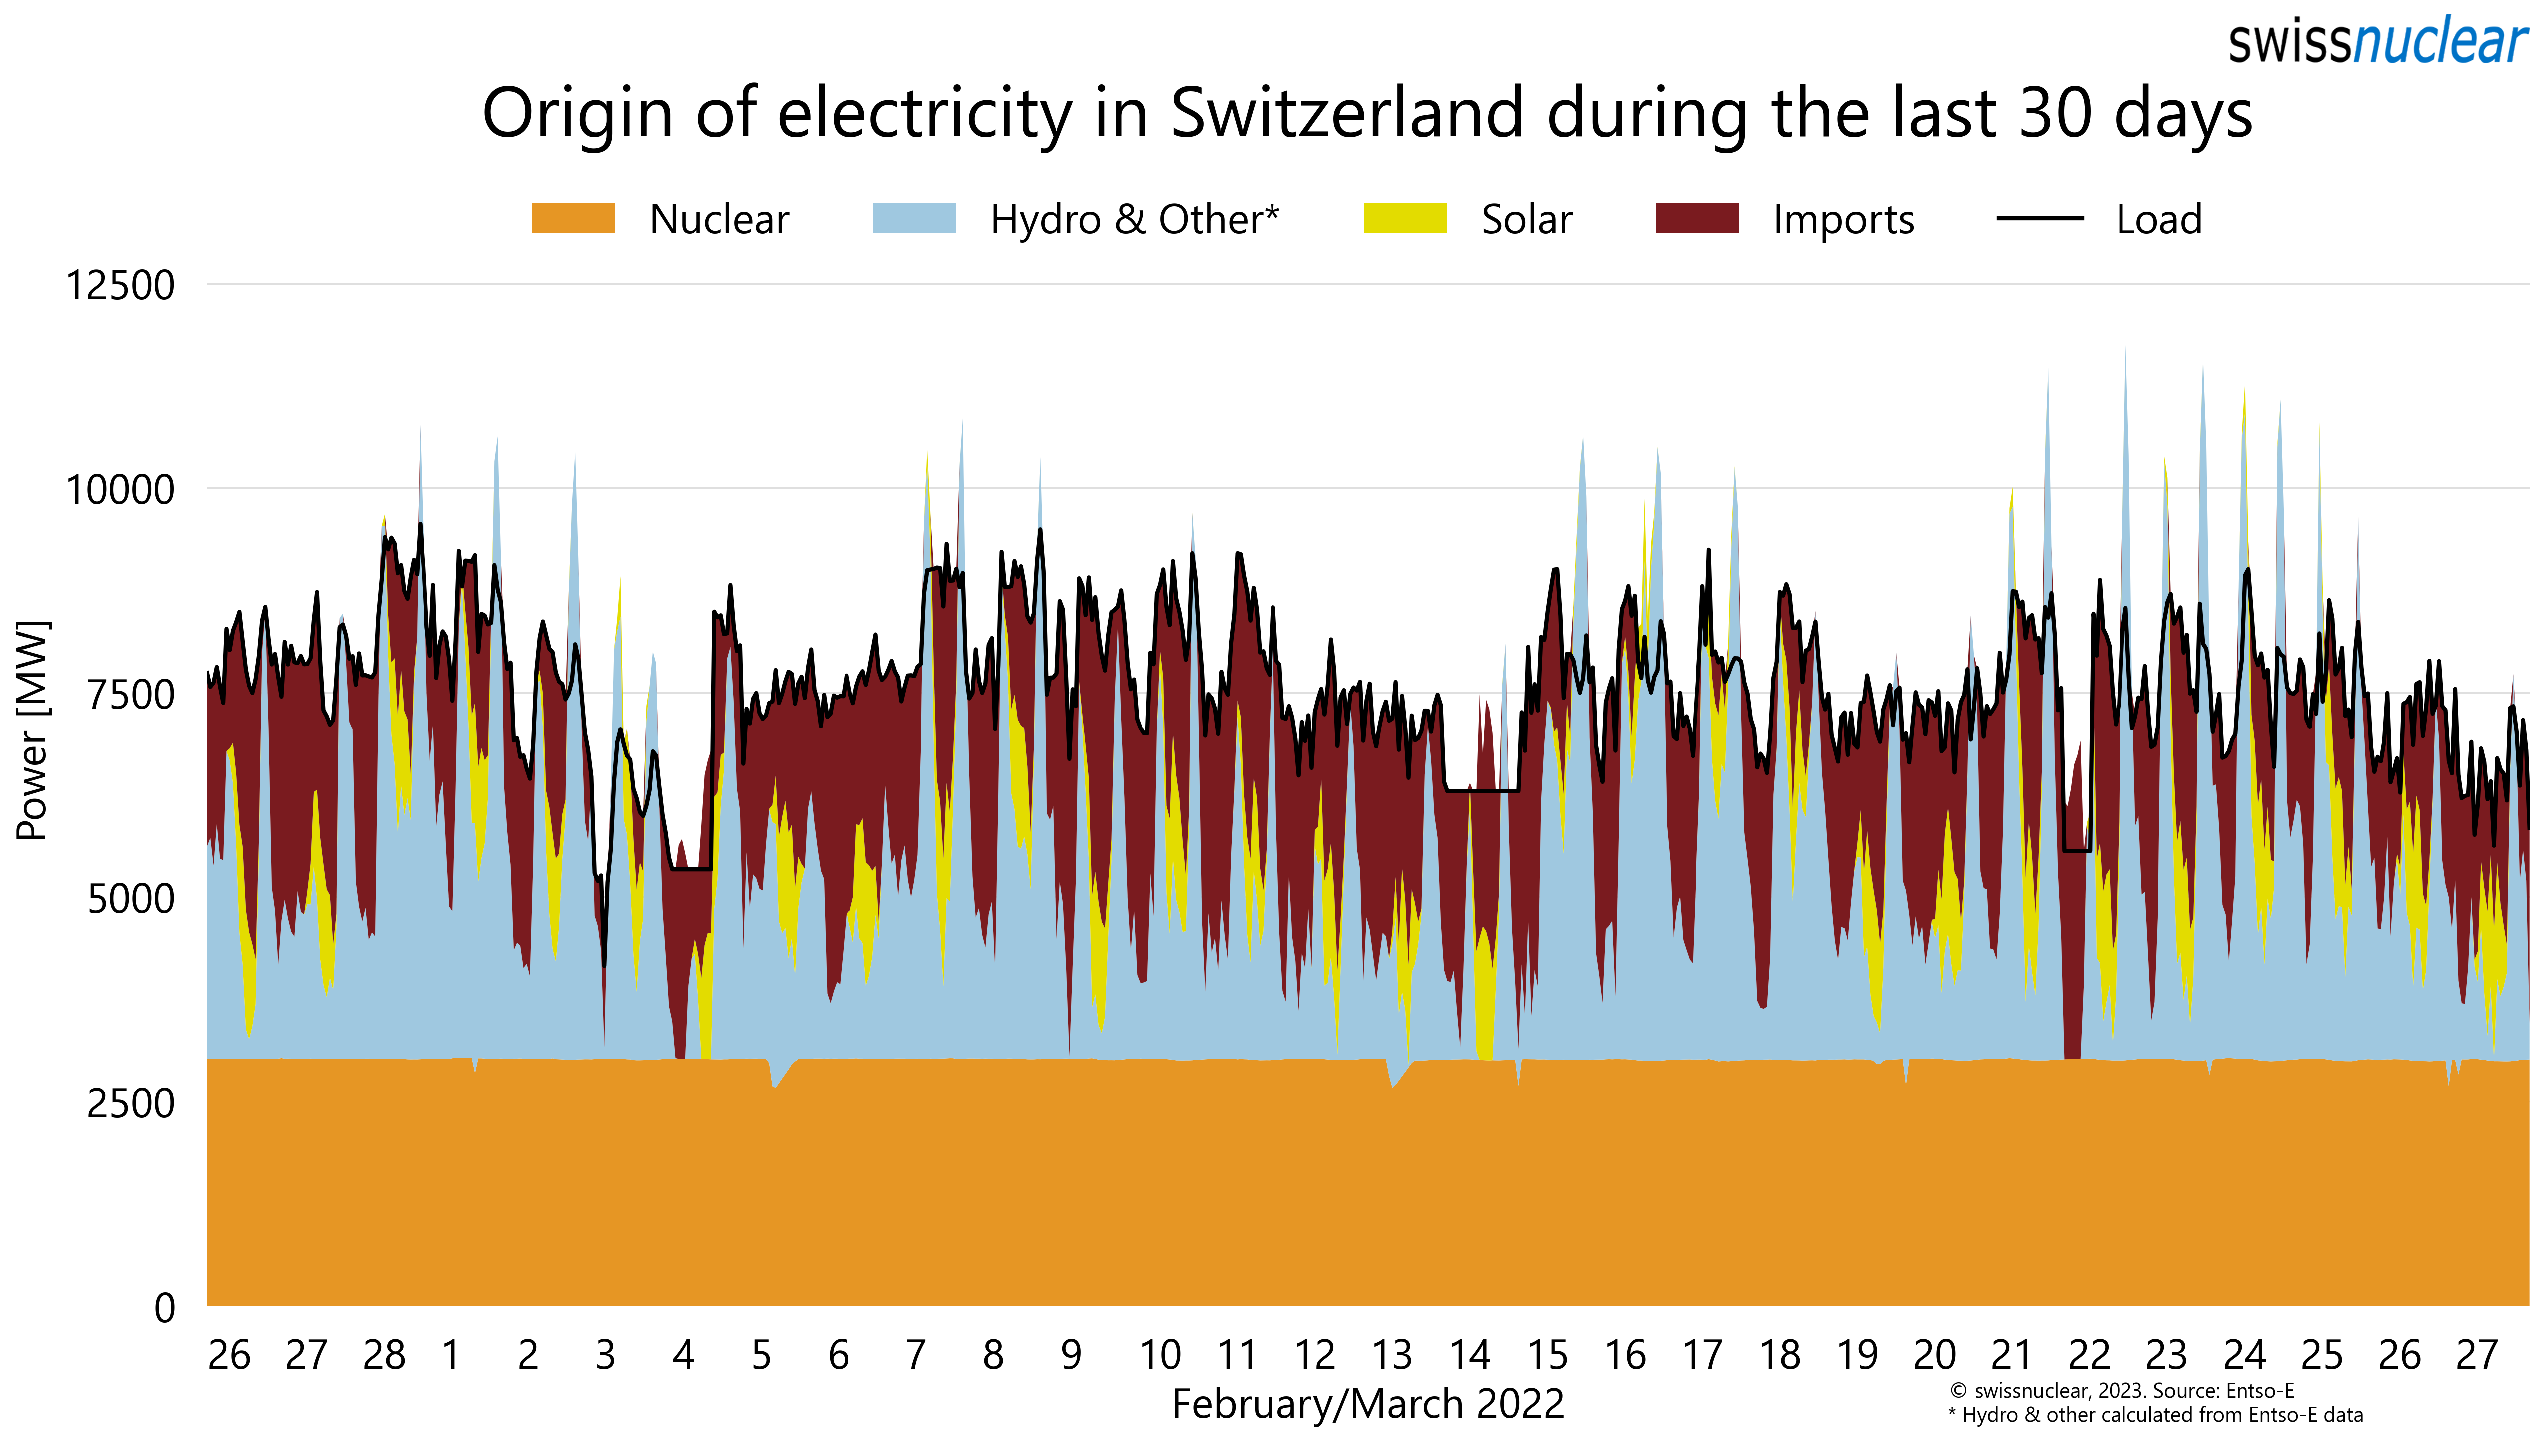 swissnuclear
Origin of electricity in Switzerland during the last 30 days
Nuclear Hydro & Other* Solar Imports Load
12500
10000
7500
5000
2500
0
Power [MW]
26 27 28 1 2 3 4 5 6 7 8 9 10 11 12 13 14 15 16 17 18 19 20 21 22 23 24 25 26 27
February/March 2022
© swissnuclear, 2023. Source: Entso-E
* Hydro & other calculated from Entso-E data